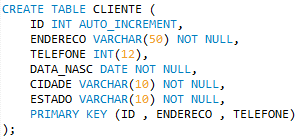 CREATE TABLE CLIENTE (
    ID INT AUTO_INCREMENT,
    ENDERECO VARCHAR(50) NOT NULL,
    TELEFONE INT(12),
    DATA_NASC DATE NOT NULL,
    CIDADE VARCHAR(10) NOT NULL,
    ESTADO VARCHAR(10) NOT NULL,
    PRIMARY KEY (ID , ENDERECO , TELEFONE)
);